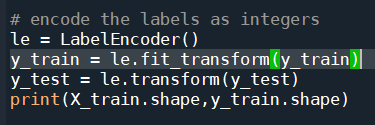 # encode the labels as integers
le = LabelEncoder()
y_train = le.fit_transform(y_train)
y_test = le.transform(y_test)
print(X_train.shape,y_train.shape)